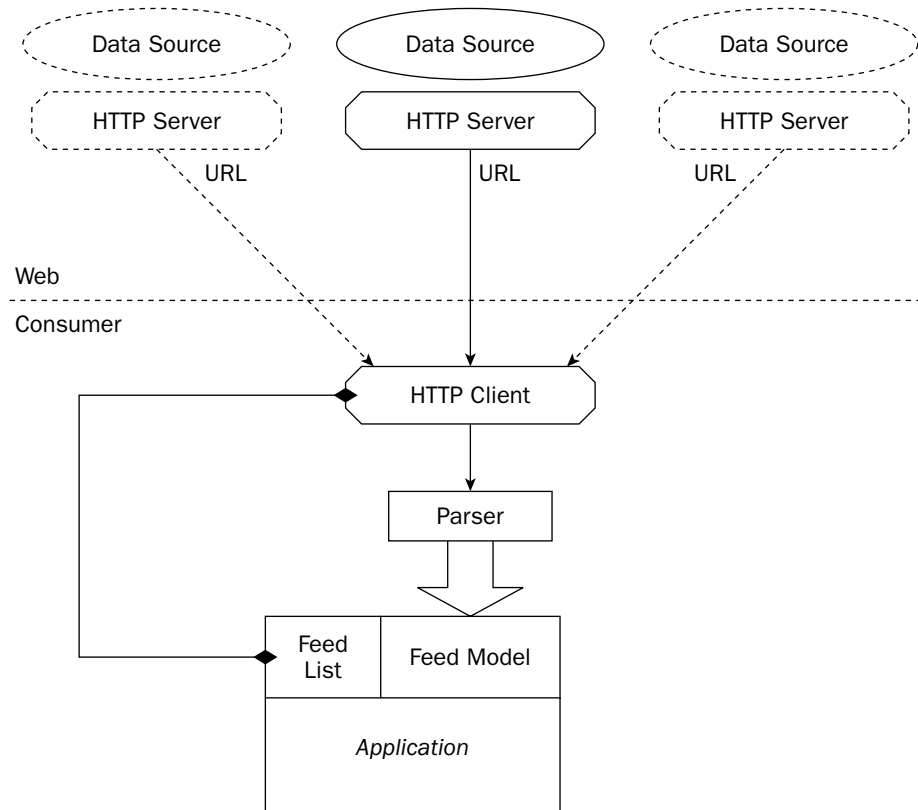 Data Source
Data Source
Data Source
HTTP Server
HTTP Server
HTTP Server
URL
URL
URL
Web
Consumer
HTTP Client
Parser
Feed
List
Feed Model
Application